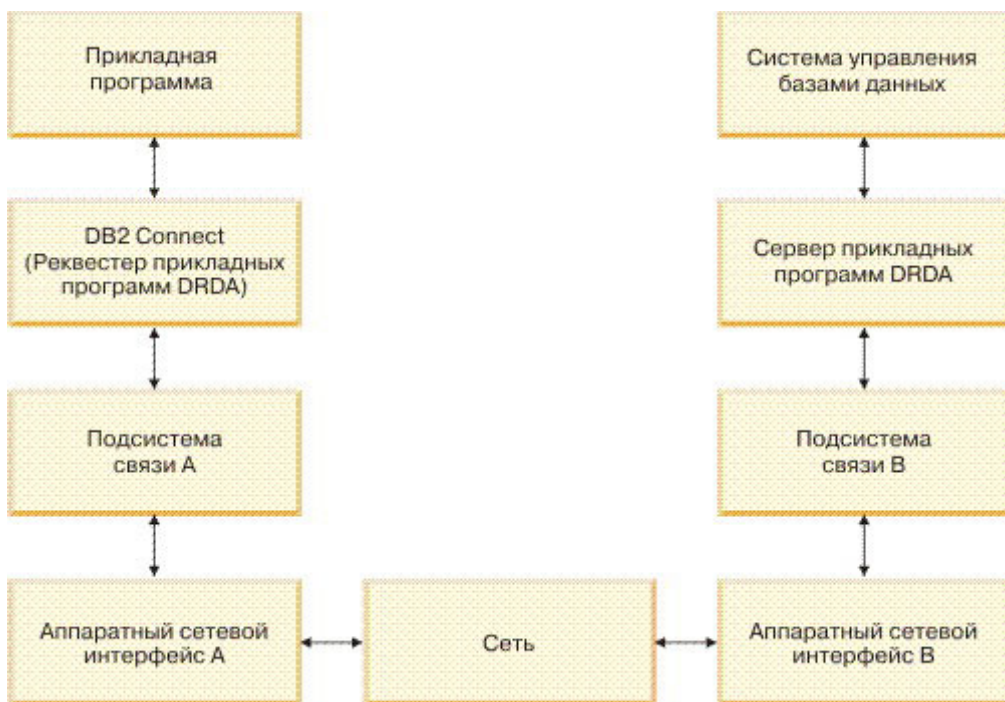 Прикладная
программа
Система управления
базами данных
DB2 Connect
(Реквестер прикладных
программ DRDA)
Сервер прикладных
программ DRDA
Подсистема
связи A
Подсистема
связи B
Аппаратный сетевой
интерфейс A
Сеть
Аппаратный сетевой
интерфейс B